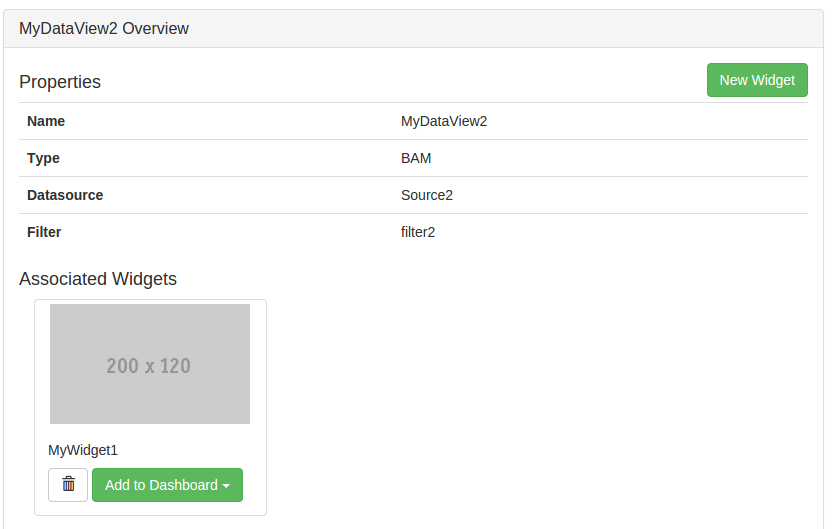 MyDataView2 Overview
Properties
New Widget
Name MyDataView2
Type BAM
Datasource Source2
Filter filter2
Associated Widgets
200 x 120
MyWidget1
Add to Dashboard